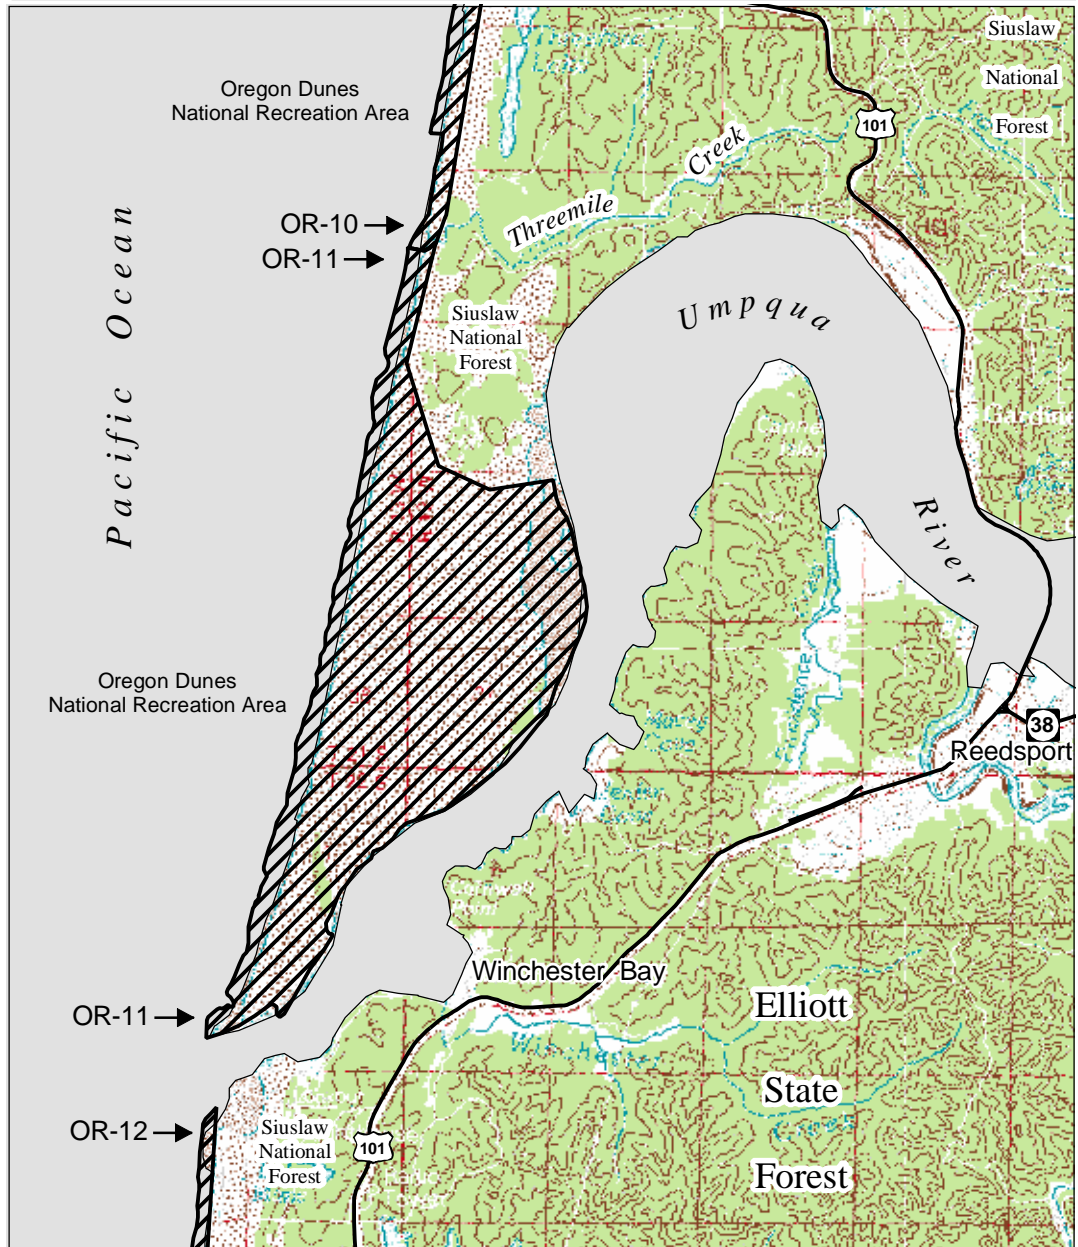 Siuslaw
National
Forest
Oregon Dunes
National Recreation Area
101
Threemile Creek
OR-10
OR-11
Pacific Ocean
Umpqua
River
Siuslaw
National
Forest
Oregon Dunes
National Recreation Area
38
Reedsport
Winchester Bay
Elliott
State
Forest
OR-11
Winchester
Creek
OR-12
Siuslaw
National
Forest
101